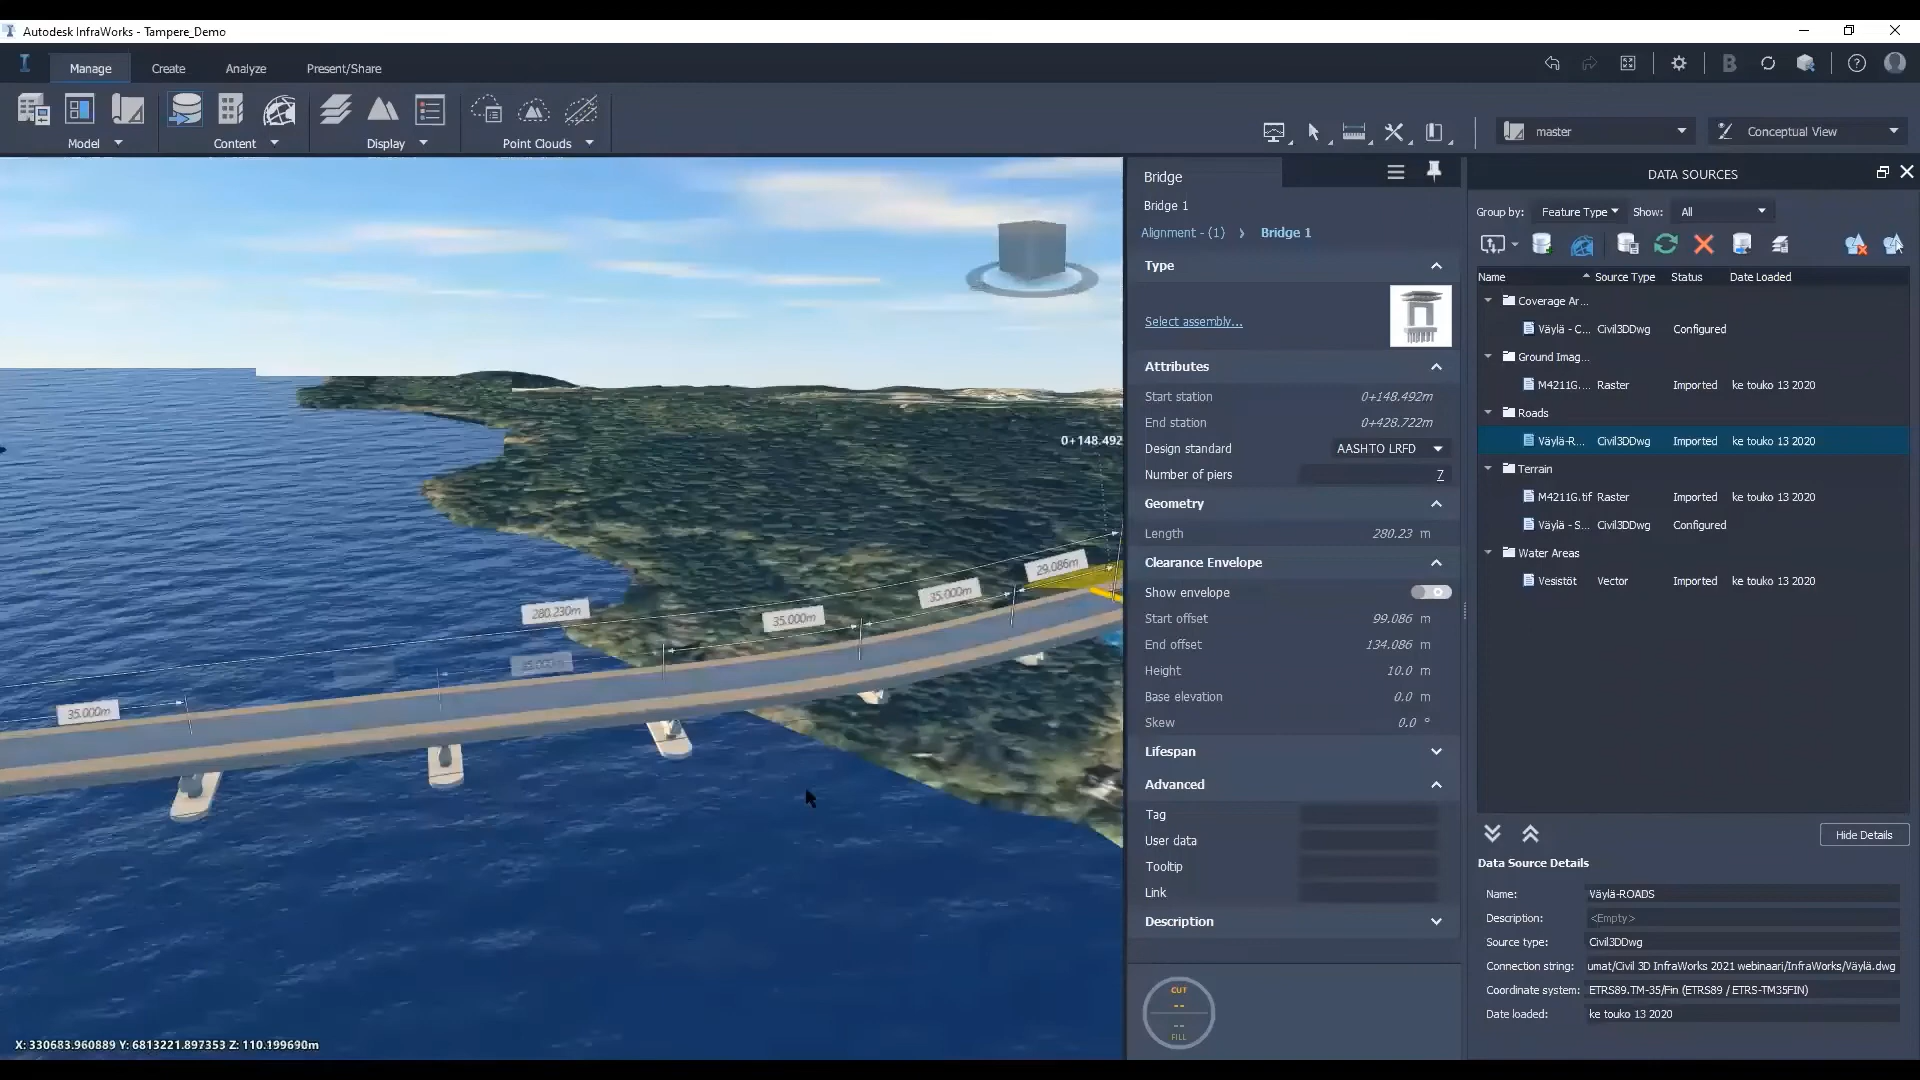 Autodesk InfraWorks - Tampere_Demo
Manage Create Analyze Present/Share
Model Content Display Point Clouds
master
Conceptual View
Bridge
Bridge 1
Alignment - (1) > Bridge 1
Type
Select assembly...
Attributes
Start station 0+148.492m
End station 0+428.722m
Design standard AASHTO LRFD
Number of piers 7
Geometry
Length 280.23 m
Clearance Envelope
Show envelope
Start offset 99.086 m
End offset 134.086 m
Height 10.0 m
Base elevation 0.0 m
Skew 0.0 °
Lifespan
Advanced
Tag
User data
Tooltip
Link
Description
CUT
--
--
FILL
DATA SOURCES
Group by: Feature Type Show: All
Name Source Type Status Date Loaded
Coverage Ar...
Väylä - C... Civil3DDwg Configured
Ground Imag...
M4211G.... Raster Imported ke touko 13 2020
Roads
Väylä-R... Civil3DDwg Imported ke touko 13 2020
Terrain
M4211G.tif Raster Imported ke touko 13 2020
Väylä - S... Civil3DDwg Configured
Water Areas
Vesistöt Vector Imported ke touko 13 2020
Hide Details
Data Source Details
Name: Väylä-ROADS
Description: <Empty>
Source type: Civil3DDwg
Connection string: umat/Civil 3D InfraWorks 2021 webinaari/InfraWorks/Väylä.dwg
Coordinate system: ETRS89.TM-35/Fin (ETRS89 / ETRS-TM35FIN)
Date loaded: ke touko 13 2020
0+148.492
29.086m
35.000m
280.230m
35.000m
35.000m
35.000m
X: 330683.960889 Y: 6813221.897353 Z: 110.199690m